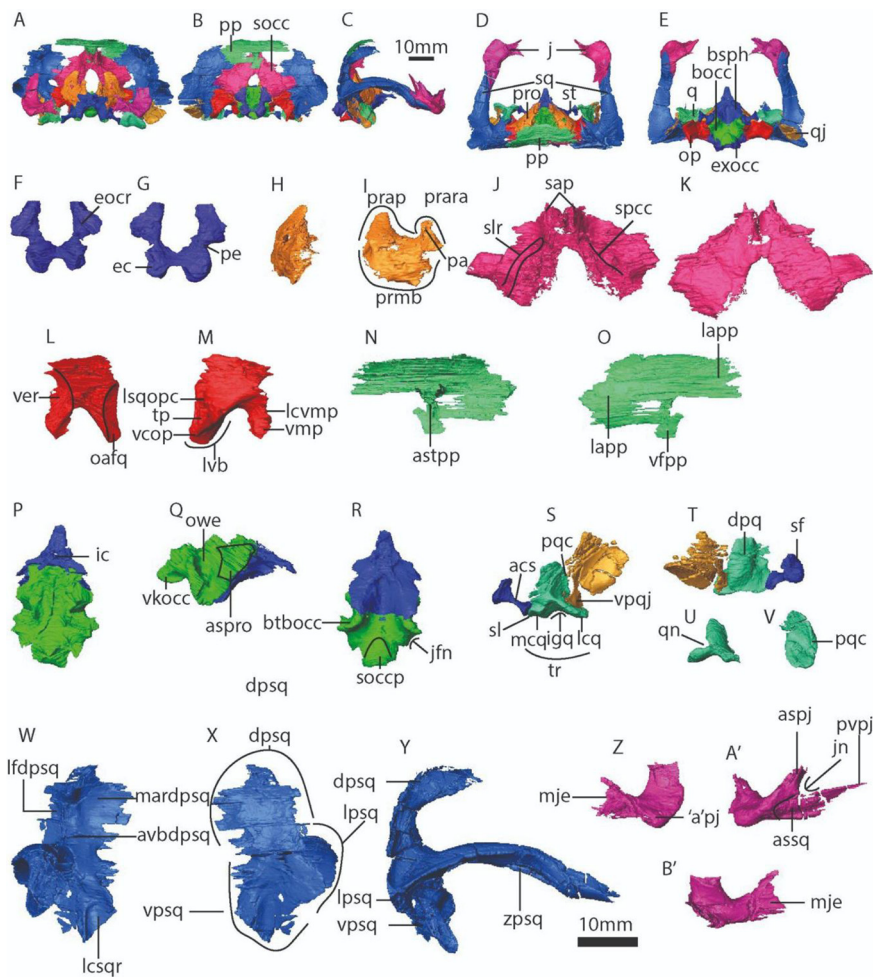 A B C D E
pp socc j bsph
10mm bocc
sq q
pro st
qj
pp op exocc
F G H I J K
eocr prap prara sap
slr spcc
ec pe pa
prmb
L M N O
lapp
ver lsqopc lcvmp
tp vmp
vcop
lvb astpp lapp vfpp
oafq
P Q R S T
owe dpq sf
ic pqc
acs
vkocc vpqj
aspro btbocc sl U V
mcq igq lcq qn pqc
jfn
soccp tr
dpsq
W X Y Z A'
dpsq aspj pvpj
jn
lfdpsq dpsq
mardpsq lpsq mje
avbdpsq 'a'pj
assq
B'
vpsq lpsq zpsq mje
vpsq
lcsqr 10mm